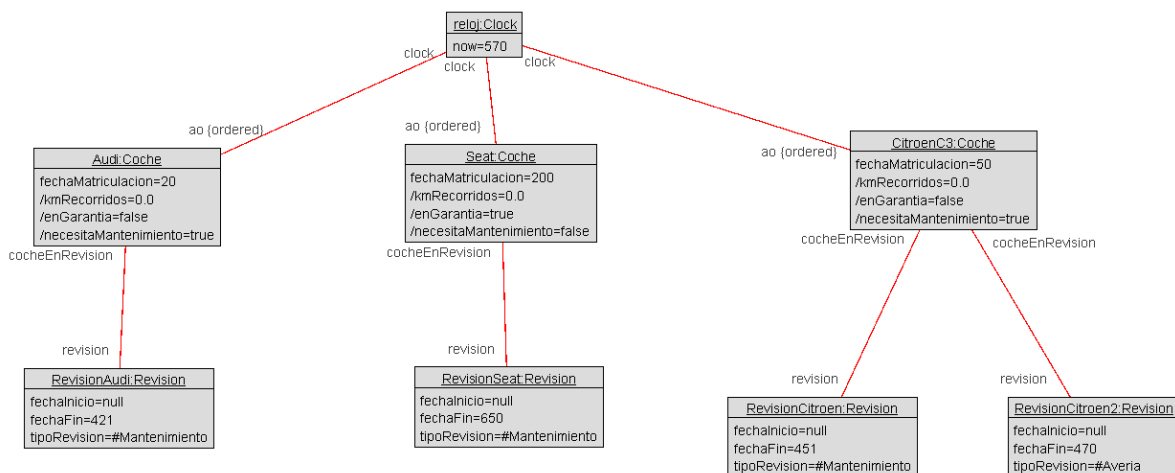 reloj:Clock
now=570
clock
clock
clock
ao {ordered}
ao {ordered}
ao {ordered}
Audi:Coche
fechaMatriculacion=20
/kmRecorridos=0.0
/enGarantia=false
/necesitaMantenimiento=true
Seat:Coche
fechaMatriculacion=200
/kmRecorridos=0.0
/enGarantia=true
/necesitaMantenimiento=false
CitroenC3:Coche
fechaMatriculacion=50
/kmRecorridos=0.0
/enGarantia=false
/necesitaMantenimiento=true
cocheEnRevision
cocheEnRevision
cocheEnRevision
cocheEnRevision
revision
revision
revision
revision
RevisionAudi:Revision
fechaInicio=null
fechaFin=421
tipoRevision=#Mantenimiento
RevisionSeat:Revision
fechaInicio=null
fechaFin=650
tipoRevision=#Mantenimiento
RevisionCitroen:Revision
fechaInicio=null
fechaFin=451
tipoRevision=#Mantenimiento
RevisionCitroen2:Revision
fechaInicio=null
fechaFin=470
tipoRevision=#Averia